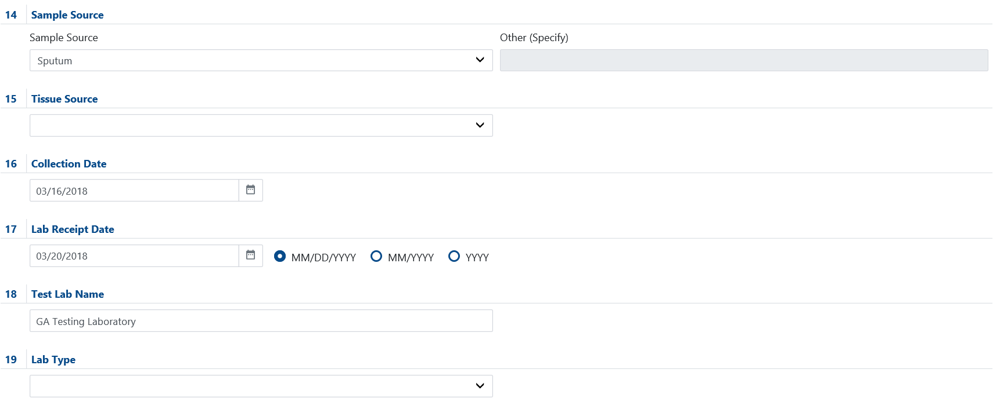 14 Sample Source
Sample Source Other (Specify)
Sputum
15 Tissue Source
16 Collection Date
03/16/2018
17 Lab Receipt Date
03/20/2018 MM/DD/YYYY MM/YYYY YYYY
18 Test Lab Name
GA Testing Laboratory
19 Lab Type